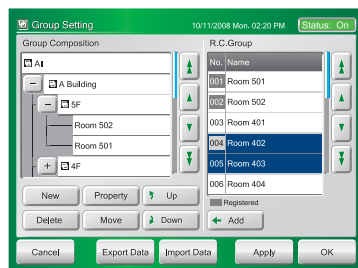 Group Setting 10/11/2008 Mon. 02:20 PM Status: On
Group Composition
All
A Building
5F
Room 502
Room 501
4F
New Property Up
Delete Move Down
R.C.Group
No. Name
001 Room 501
002 Room 502
003 Room 401
004 Room 402
005 Room 403
006 Room 404
Registered
Add
Cancel Export Data Import Data Apply OK